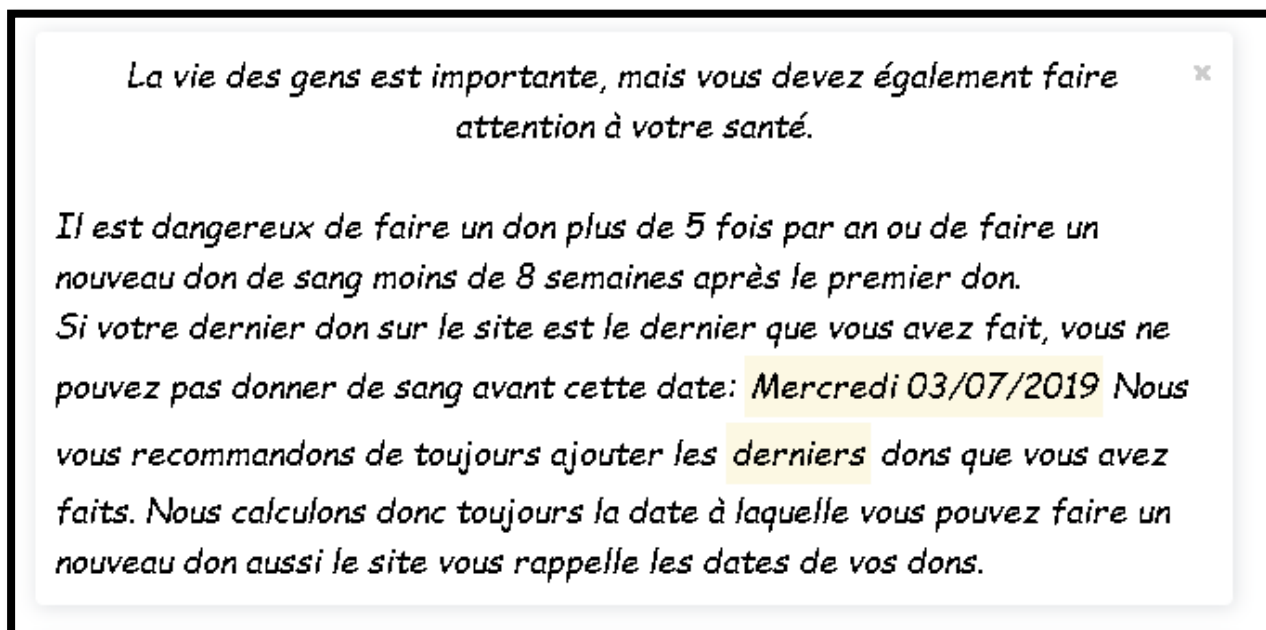 La vie des gens est importante, mais vous devez également faire
attention à votre santé.
Il est dangereux de faire un don plus de 5 fois par an ou de faire un
nouveau don de sang moins de 8 semaines après le premier don.
Si votre dernier don sur le site est le dernier que vous avez fait, vous ne
pouvez pas donner de sang avant cette date: Mercredi 03/07/2019 Nous
vous recommandons de toujours ajouter les derniers dons que vous avez
faits. Nous calculons donc toujours la date à laquelle vous pouvez faire un
nouveau don aussi le site vous rappelle les dates de vos dons.